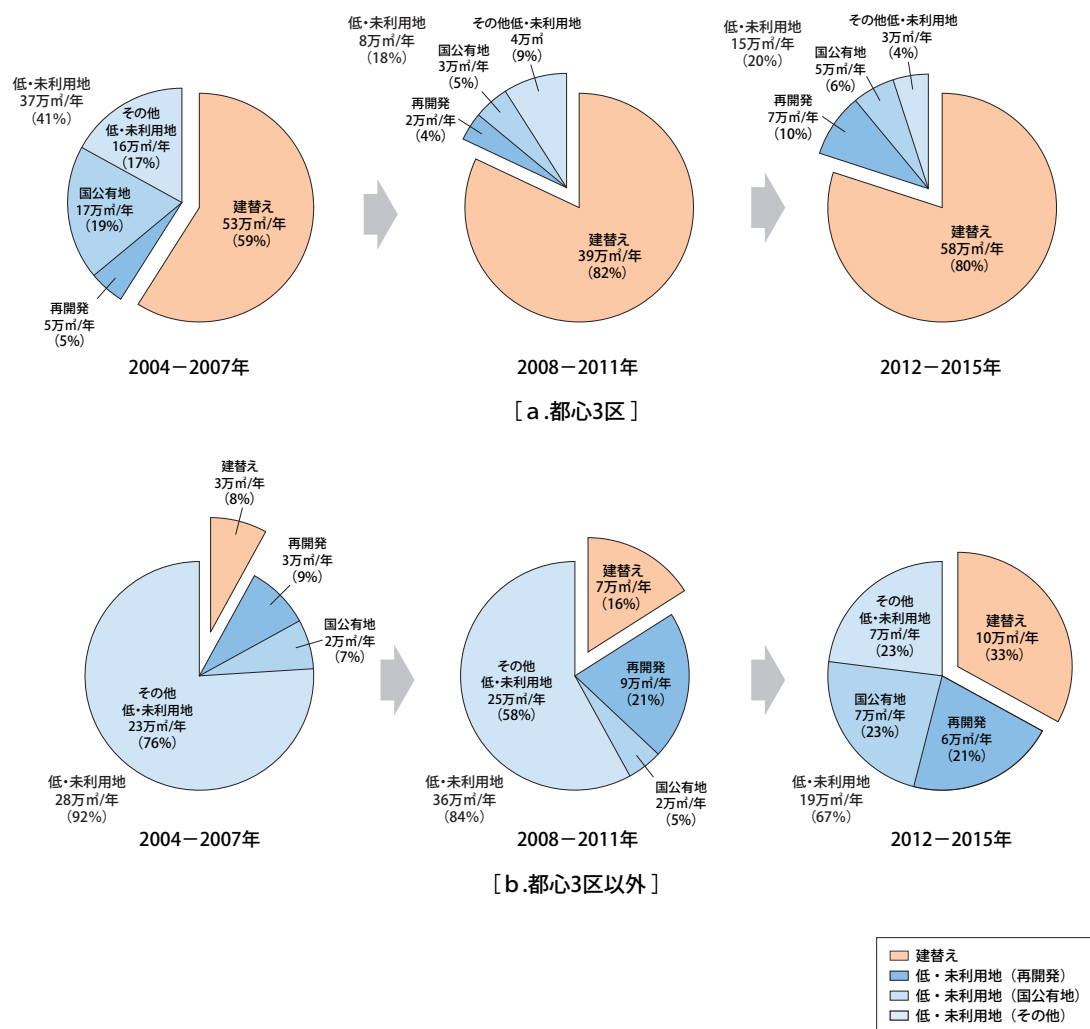 低・未利用地
37万㎡/年
(41%)
その他
低・未利用地
16万㎡/年
(17%)
国公有地
17万㎡/年
(19%)
再開発
5万㎡/年
(5%)
建替え
53万㎡/年
(59%)
2004－2007年
低・未利用地
8万㎡/年
(18%)
国公有地
3万㎡/年
(5%)
その他低・未利用地
4万㎡
(9%)
再開発
2万㎡/年
(4%)
建替え
39万㎡/年
(82%)
2008－2011年
低・未利用地
15万㎡/年
(20%)
その他低・未利用地
3万㎡/年
(4%)
国公有地
5万㎡/年
(6%)
再開発
7万㎡/年
(10%)
建替え
58万㎡/年
(80%)
2012－2015年
[ a.都心3区 ]
建替え
3万㎡/年
(8%)
再開発
3万㎡/年
(9%)
国公有地
2万㎡/年
(7%)
その他
低・未利用地
23万㎡/年
(76%)
低・未利用地
28万㎡/年
(92%)
2004－2007年
建替え
7万㎡/年
(16%)
再開発
9万㎡/年
(21%)
その他
低・未利用地
25万㎡/年
(58%)
国公有地
2万㎡/年
(5%)
低・未利用地
36万㎡/年
(84%)
2008－2011年
その他
低・未利用地
7万㎡/年
(23%)
建替え
10万㎡/年
(33%)
国公有地
7万㎡/年
(23%)
再開発
6万㎡/年
(21%)
低・未利用地
19万㎡/年
(67%)
2012－2015年
[ b.都心3区以外 ]
建替え
低・未利用地（再開発）
低・未利用地（国公有地）
低・未利用地（その他）